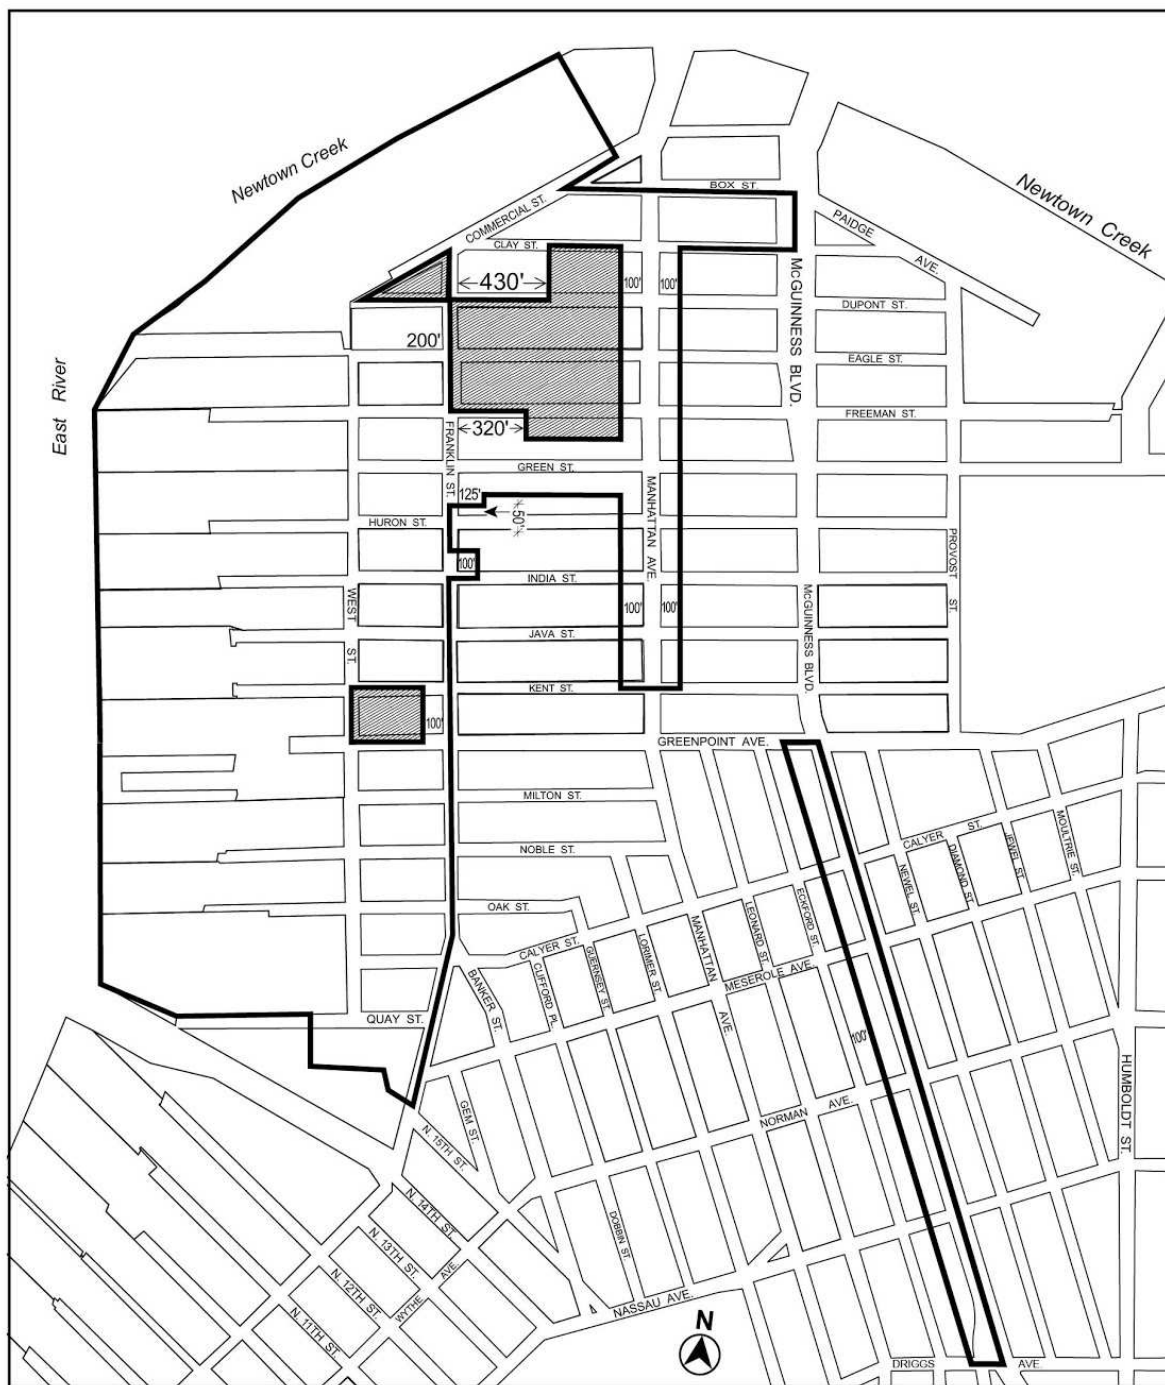 Newtown Creek
Newtown Creek
BOX ST.
COMMERCIAL ST.
PAIDGE
AVE.
CLAY ST.
430'
100'
100'
McGUINNESS BLVD.
DUPONT ST.
200'
EAGLE ST.
East River
320'
FREEMAN ST.
FRANKLIN ST.
GREEN ST.
MANHATTAN AVE.
125'
50'
HURON ST.
PROVOST ST.
100'
INDIA ST.
WEST ST.
100'
100'
McGUINNESS BLVD.
JAVA ST.
KENT ST.
100'
GREENPOINT AVE.
MILTON ST.
CALYER ST.
MOULTRIE ST.
JEWEL ST.
DIAMOND ST.
NEWEL ST.
NOBLE ST.
ECKFORD ST.
LEONARD ST.
OAK ST.
MANHATTAN
AVE.
LORIMER ST.
CALYER ST.
GUERNSEY ST.
CLIFFORD PL.
BANKER ST.
MESEROLE AVE.
QUAY ST.
100'
HUMBOLDT ST.
NORMAN AVE.
GEM ST.
N. 15TH ST.
N. 14TH ST.
DOBBIN ST.
N. 13TH ST.
WYTHE AVE
N. 12TH ST.
N. 11TH ST.
NASSAU AVE.
N
DRIGGS AVE.